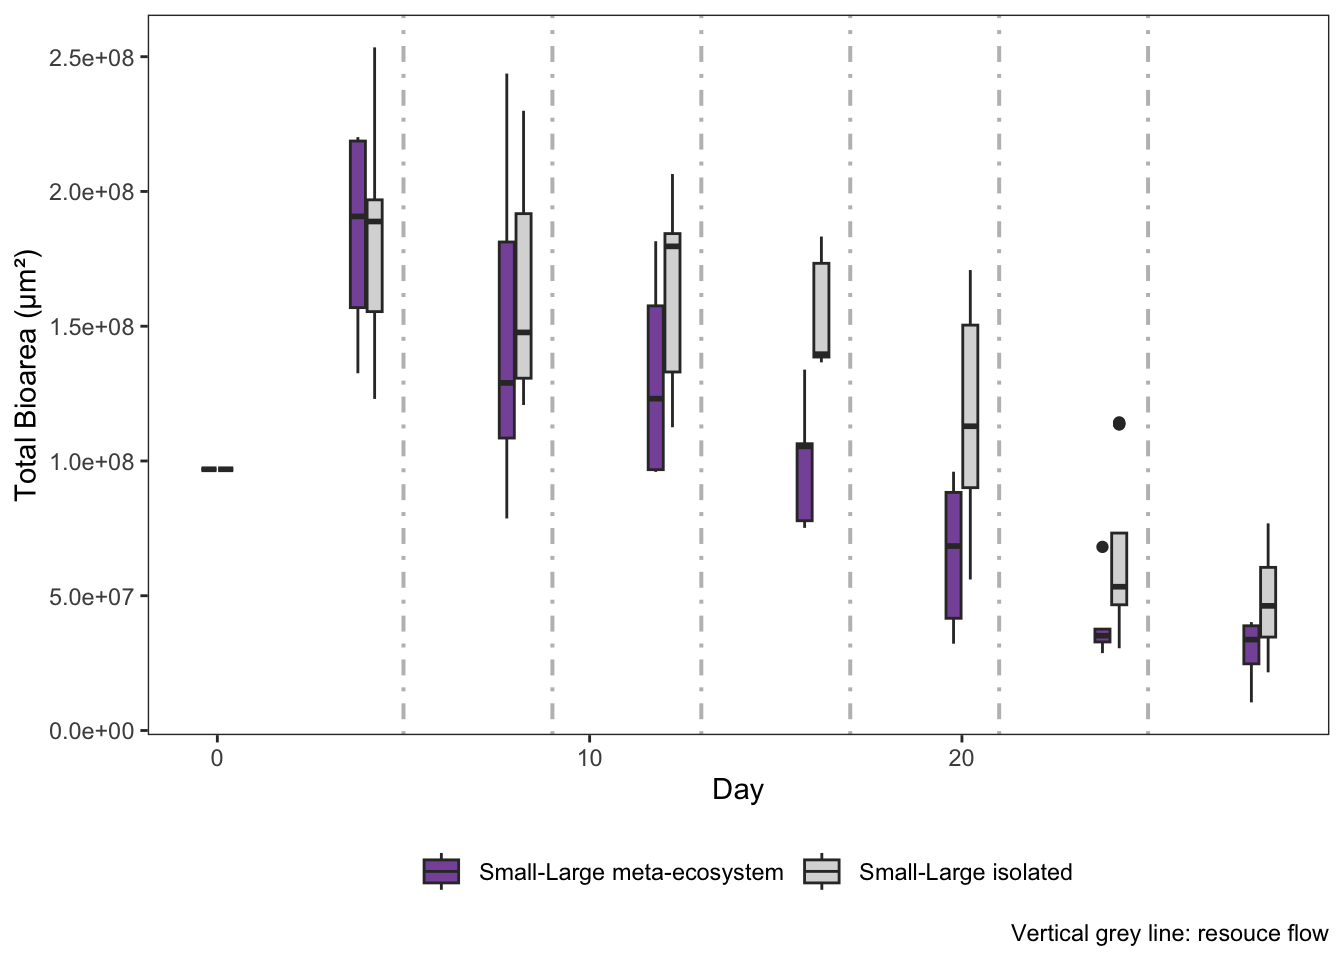 2.5e+08
2.0e+08
1.5e+08
1.0e+08
5.0e+07
0.0e+00
Total Bioarea (µm²)
0 10 20
Day
Small-Large meta-ecosystem Small-Large isolated
Vertical grey line: resouce flow